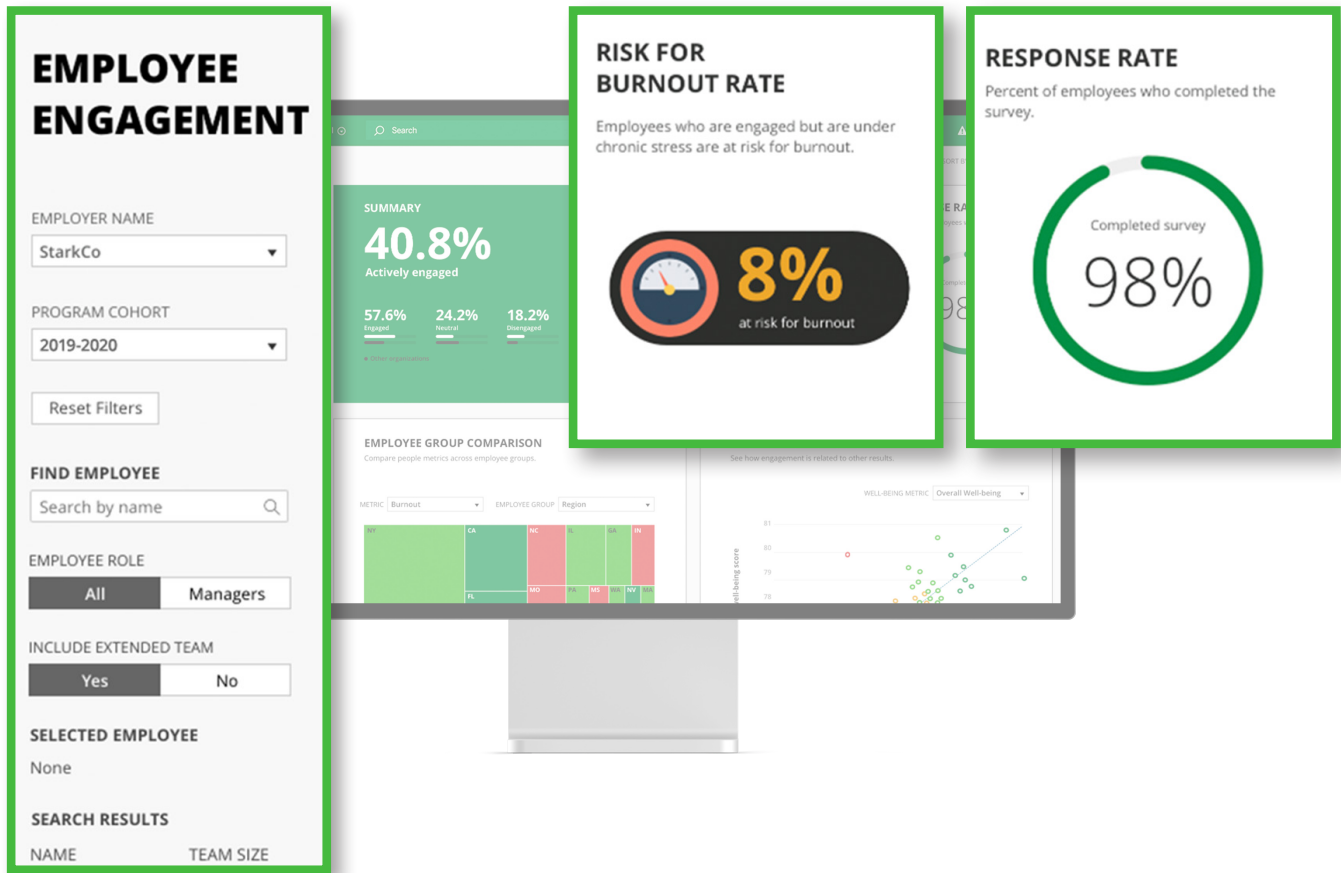 EMPLOYEE
ENGAGEMENT
EMPLOYER NAME
StarkCo
PROGRAM COHORT
2019-2020
Reset Filters
FIND EMPLOYEE
Search by name
EMPLOYEE ROLE
All Managers
INCLUDE EXTENDED TEAM
Yes No
SELECTED EMPLOYEE
None
SEARCH RESULTS
NAME TEAM SIZE
Search
SUMMARY
40.8%
Actively engaged
57.6% 24.2% 18.2%
Engaged Neutral Disengaged
Other organizations
RISK FOR
BURNOUT RATE
Employees who are engaged but are under
chronic stress are at risk for burnout.
8%
at risk for burnout
RESPONSE RATE
Percent of employees who completed the
survey.
Completed survey
98%
EMPLOYEE GROUP COMPARISON
Compare people metrics across employee groups.
METRIC Burnout EMPLOYEE GROUP Region
NY CA NC IL GA IN
FL MO PA MS WA NV MA
See how engagement is related to other results.
WELL-BEING METRIC Overall Well-being
81
80
79
78